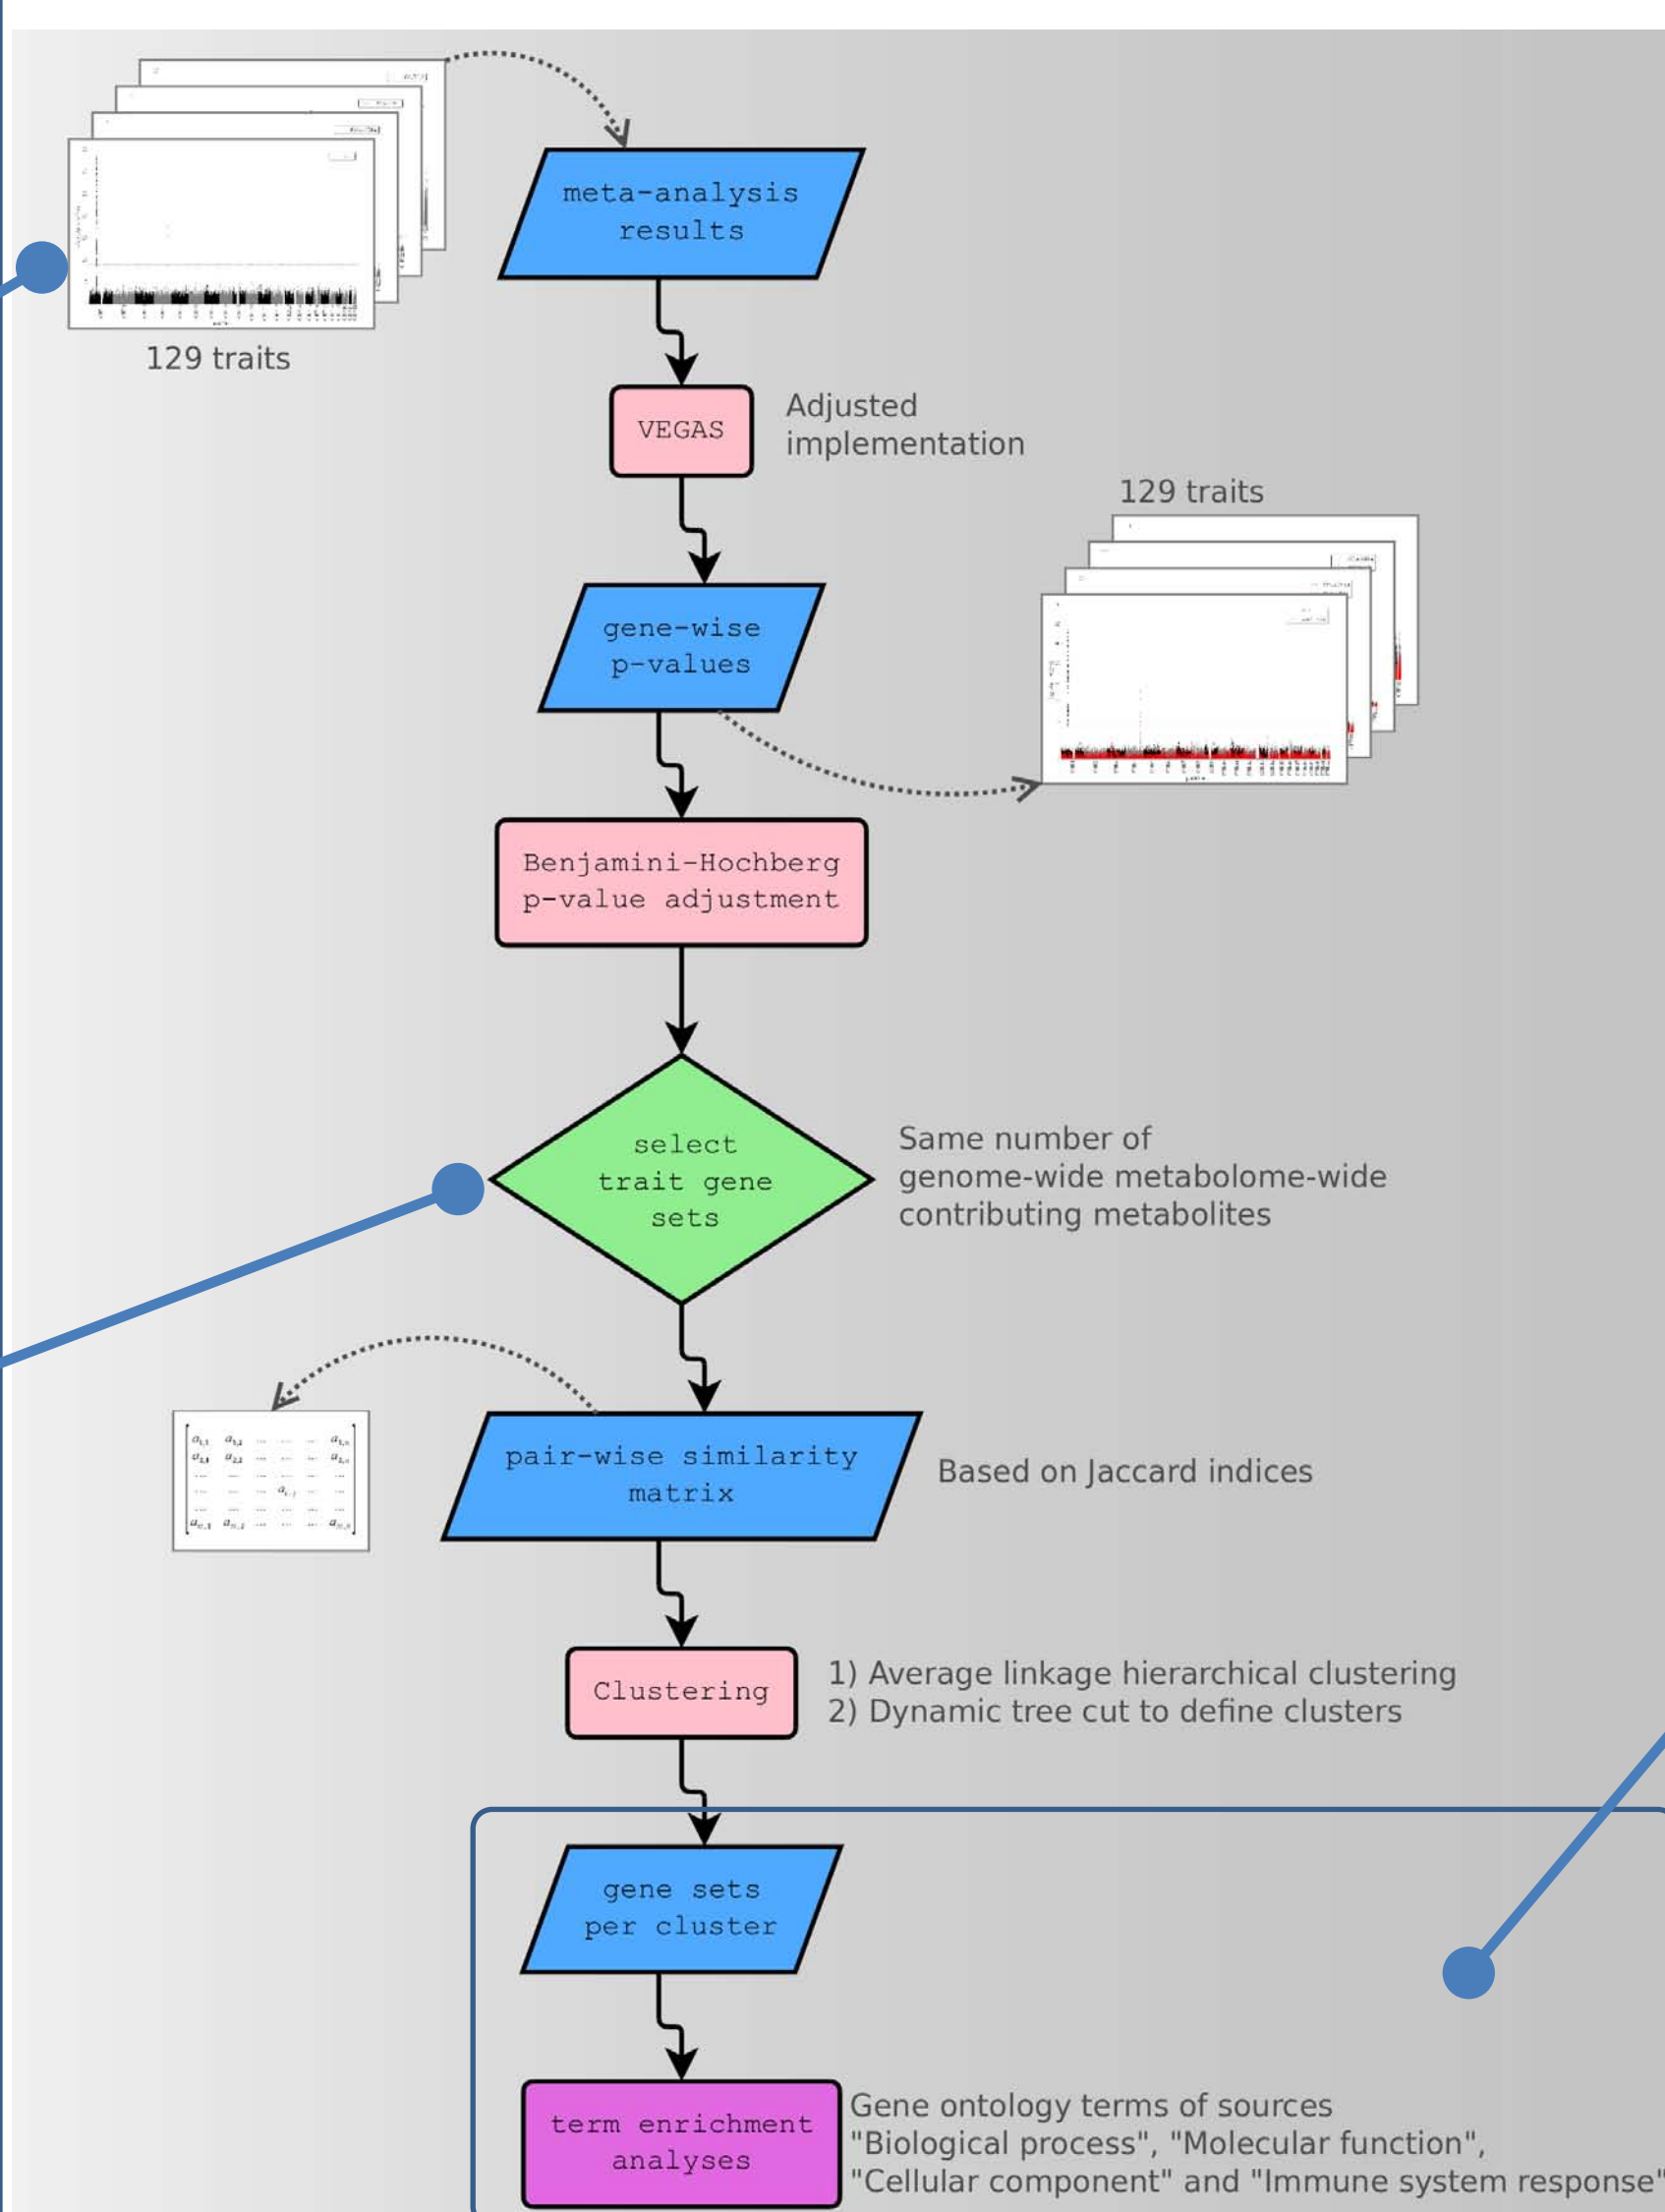 meta-analysis
results
129 traits
VEGAS
Adjusted
implementation
129 traits
gene-wise
p-values
Benjamini-Hochberg
p-value adjustment
select
trait gene
sets
Same number of
genome-wide metabolome-wide
contributing metabolites
pair-wise similarity
matrix
Based on Jaccard indices
Clustering
1) Average linkage hierarchical clustering
2) Dynamic tree cut to define clusters
gene sets
per cluster
term enrichment
analyses
Gene ontology terms of sources
"Biological process", "Molecular function",
"Cellular component" and "Immune system response"